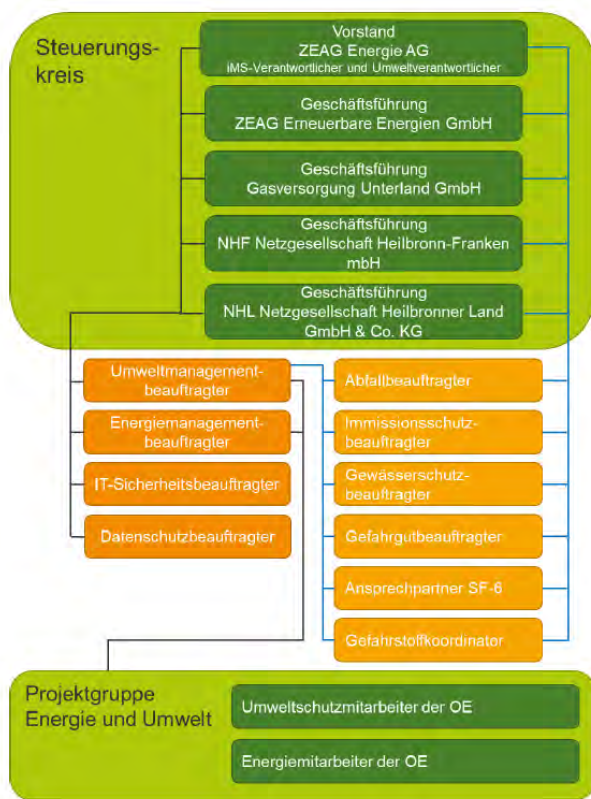 Steuerungs-
kreis
Vorstand
ZEAG Energie AG
iMS-Verantwortlicher und Umweltverantwortlicher
Geschäftsführung
ZEAG Erneuerbare Energien GmbH
Geschäftsführung
Gasversorgung Unterland GmbH
Geschäftsführung
NHF Netzgesellschaft Heilbronn-Franken
mbH
Geschäftsführung
NHL Netzgesellschaft Heilbronner Land
GmbH & Co. KG
Umweltmanagement-
beauftragter
Energiemanagement-
beauftragter
IT-Sicherheitsbeauftragter
Datenschutzbeauftragter
Abfallbeauftragter
Immissionsschutz-
beauftragter
Gewässerschutz-
beauftragter
Gefahrgutbeauftragter
Ansprechpartner SF-6
Gefahrstoffkoordinator
Projektgruppe
Energie und Umwelt
Umweltschutzmitarbeiter der OE
Energiemitarbeiter der OE